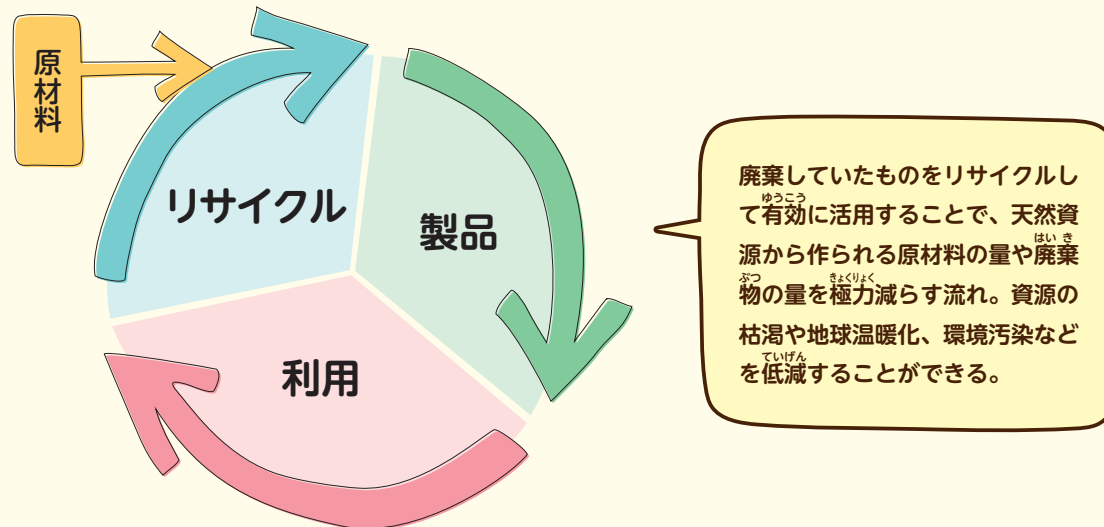 原材料
リサイクル
製品
利用
廃棄していたものをリサイクルし
て有効に活用することで、天然資
源から作られる原材料の量や廃棄
物の量を極力減らす流れ。資源の
枯渇や地球温暖化、環境汚染など
を低減することができる。
ゆうこう
はいき
ぶつ
きょくりょく
ていげん